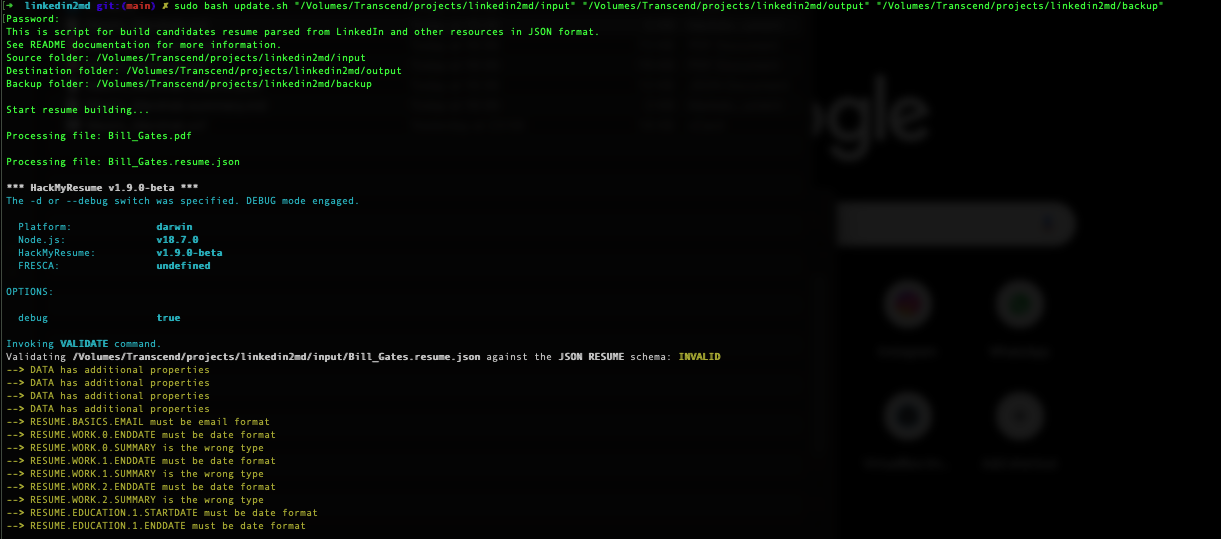 [➜  linkedin2md git:(main) ✗ sudo bash update.sh "/Volumes/Transcend/projects/linkedin2md/input" "/Volumes/Transcend/projects/linkedin2md/output" "/Volumes/Transcend/projects/linkedin2md/backup"
[Password:
This is script for build candidates resume parsed from LinkedIn and other resources in JSON format.
See README documentation for more information.
Source folder: /Volumes/Transcend/projects/linkedin2md/input
Destination folder: /Volumes/Transcend/projects/linkedin2md/output
Backup folder: /Volumes/Transcend/projects/linkedin2md/backup
Start resume building...
Processing file: Bill_Gates.pdf
Processing file: Bill_Gates.resume.json
*** HackMyResume v1.9.0-beta ***
The -d or --debug switch was specified. DEBUG mode engaged.
Platform: darwin
Node.js: v18.7.0
HackMyResume: v1.9.0-beta
FRESCA: undefined
OPTIONS:
debug true
Invoking VALIDATE command.
Validating /Volumes/Transcend/projects/linkedin2md/input/Bill_Gates.resume.json against the JSON RESUME schema: INVALID
--> DATA has additional properties
--> DATA has additional properties
--> DATA has additional properties
--> DATA has additional properties
--> RESUME.BASICS.EMAIL must be email format
--> RESUME.WORK.0.ENDDATE must be date format
--> RESUME.WORK.0.SUMMARY is the wrong type
--> RESUME.WORK.1.ENDDATE must be date format
--> RESUME.WORK.1.SUMMARY is the wrong type
--> RESUME.WORK.2.ENDDATE must be date format
--> RESUME.WORK.2.SUMMARY is the wrong type
--> RESUME.EDUCATION.1.STARTDATE must be date format
--> RESUME.EDUCATION.1.ENDDATE must be date format
ogle